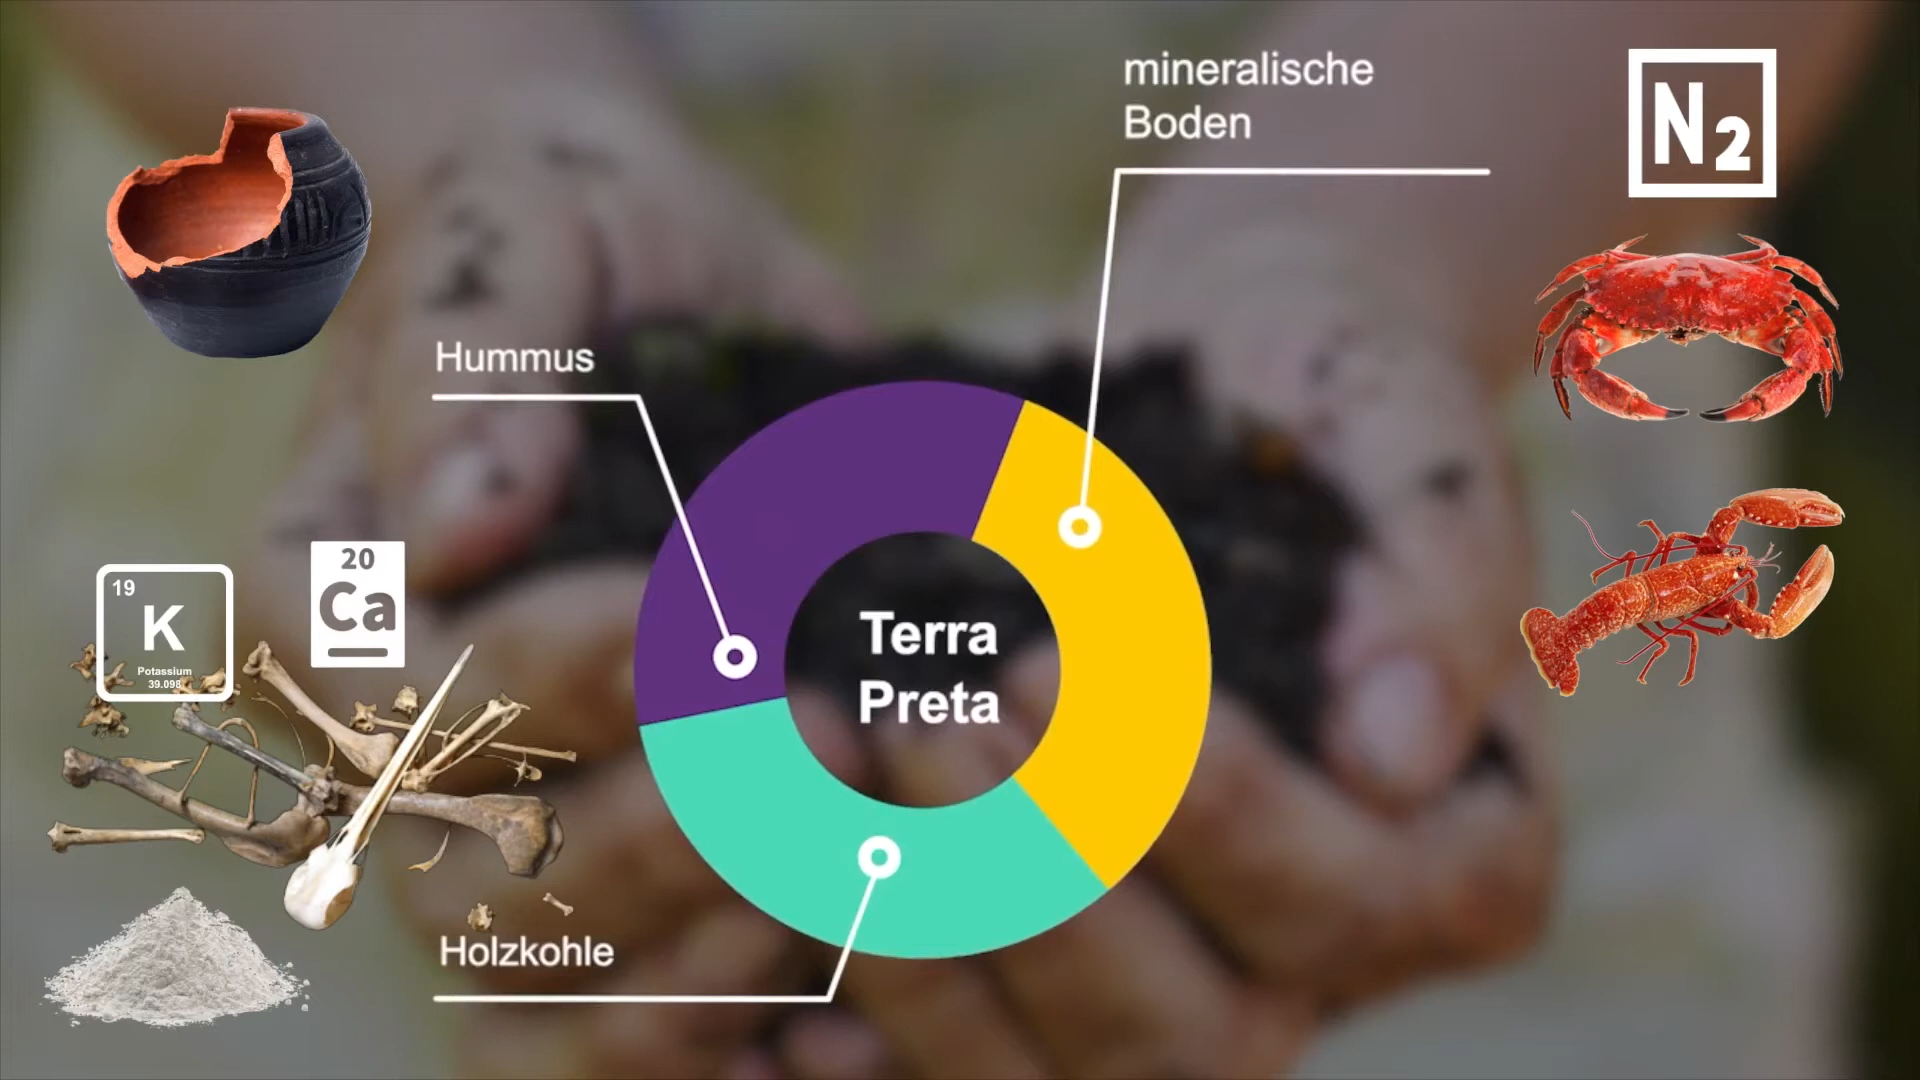 mineralische
Boden
N2
Hummus
20
Ca
19
K
Potassium
39.098
Terra
Preta
Holzkohle